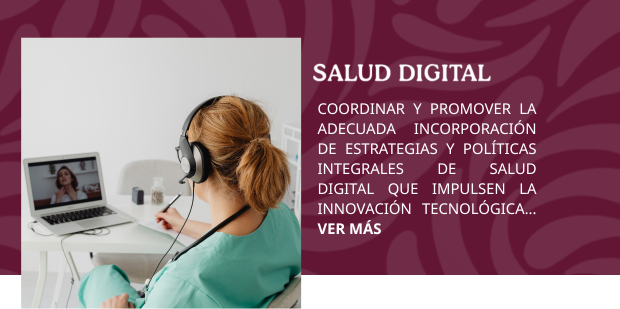 SALUD DIGITAL
COORDINAR Y PROMOVER LA
ADECUADA INCORPORACIÓN
DE ESTRATEGIAS Y POLÍTICAS
INTEGRALES DE SALUD
DIGITAL QUE IMPULSEN LA
INNOVACIÓN TECNOLÓGICA...
VER MÁS